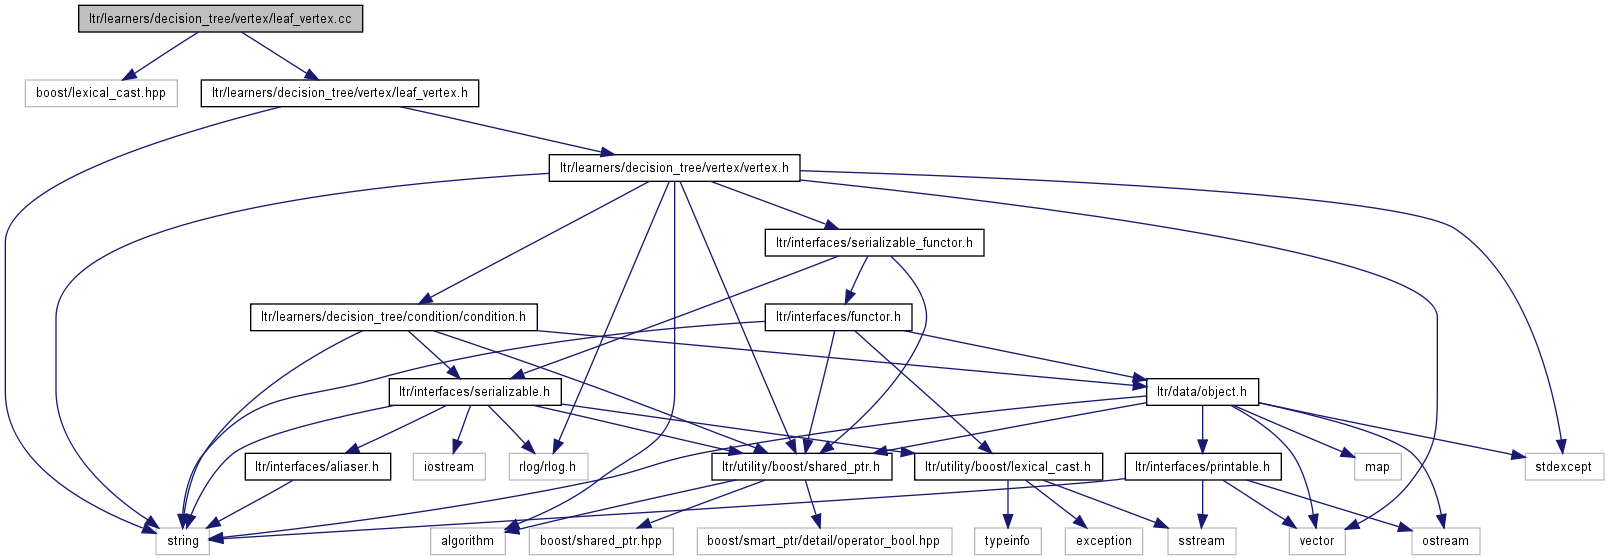 ltr/learners/decision_tree/vertex/leaf_vertex.cc
boost/lexical_cast.hpp
ltr/learners/decision_tree/vertex/leaf_vertex.h
ltr/learners/decision_tree/vertex/vertex.h
ltr/interfaces/serializable_functor.h
ltr/learners/decision_tree/condition/condition.h
ltr/interfaces/functor.h
ltr/interfaces/serializable.h
ltr/data/object.h
ltr/interfaces/aliaser.h
iostream
rlog/rlog.h
ltr/utility/boost/shared_ptr.h
ltr/utility/boost/lexical_cast.h
ltr/interfaces/printable.h
map
stdexcept
string
algorithm
boost/shared_ptr.hpp
boost/smart_ptr/detail/operator_bool.hpp
typeinfo
exception
sstream
vector
ostream